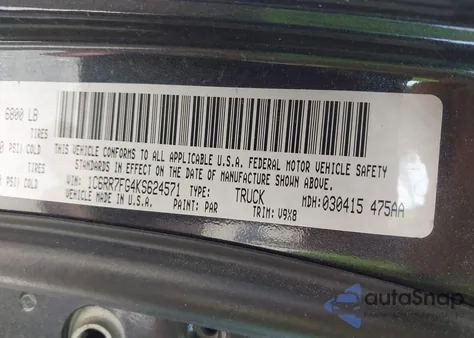 6800 LB
TIRES
PSI/ COLD
TIRES
PSI/ COLD
THIS VEHICLE CONFORMS TO ALL APPLICABLE U.S.A. FEDERAL MOTOR VEHICLE SAFETY
STANDARDS IN EFFECT ON THE DATE OF MANUFACTURE SHOWN ABOVE.
VIN: 1C6RR7FG4KS624571 TYPE: TRUCK MDH:030415 475AA
VEHICLE MADE IN U.S.A. PAINT: PAR TRIM: V9X8
autoSnap